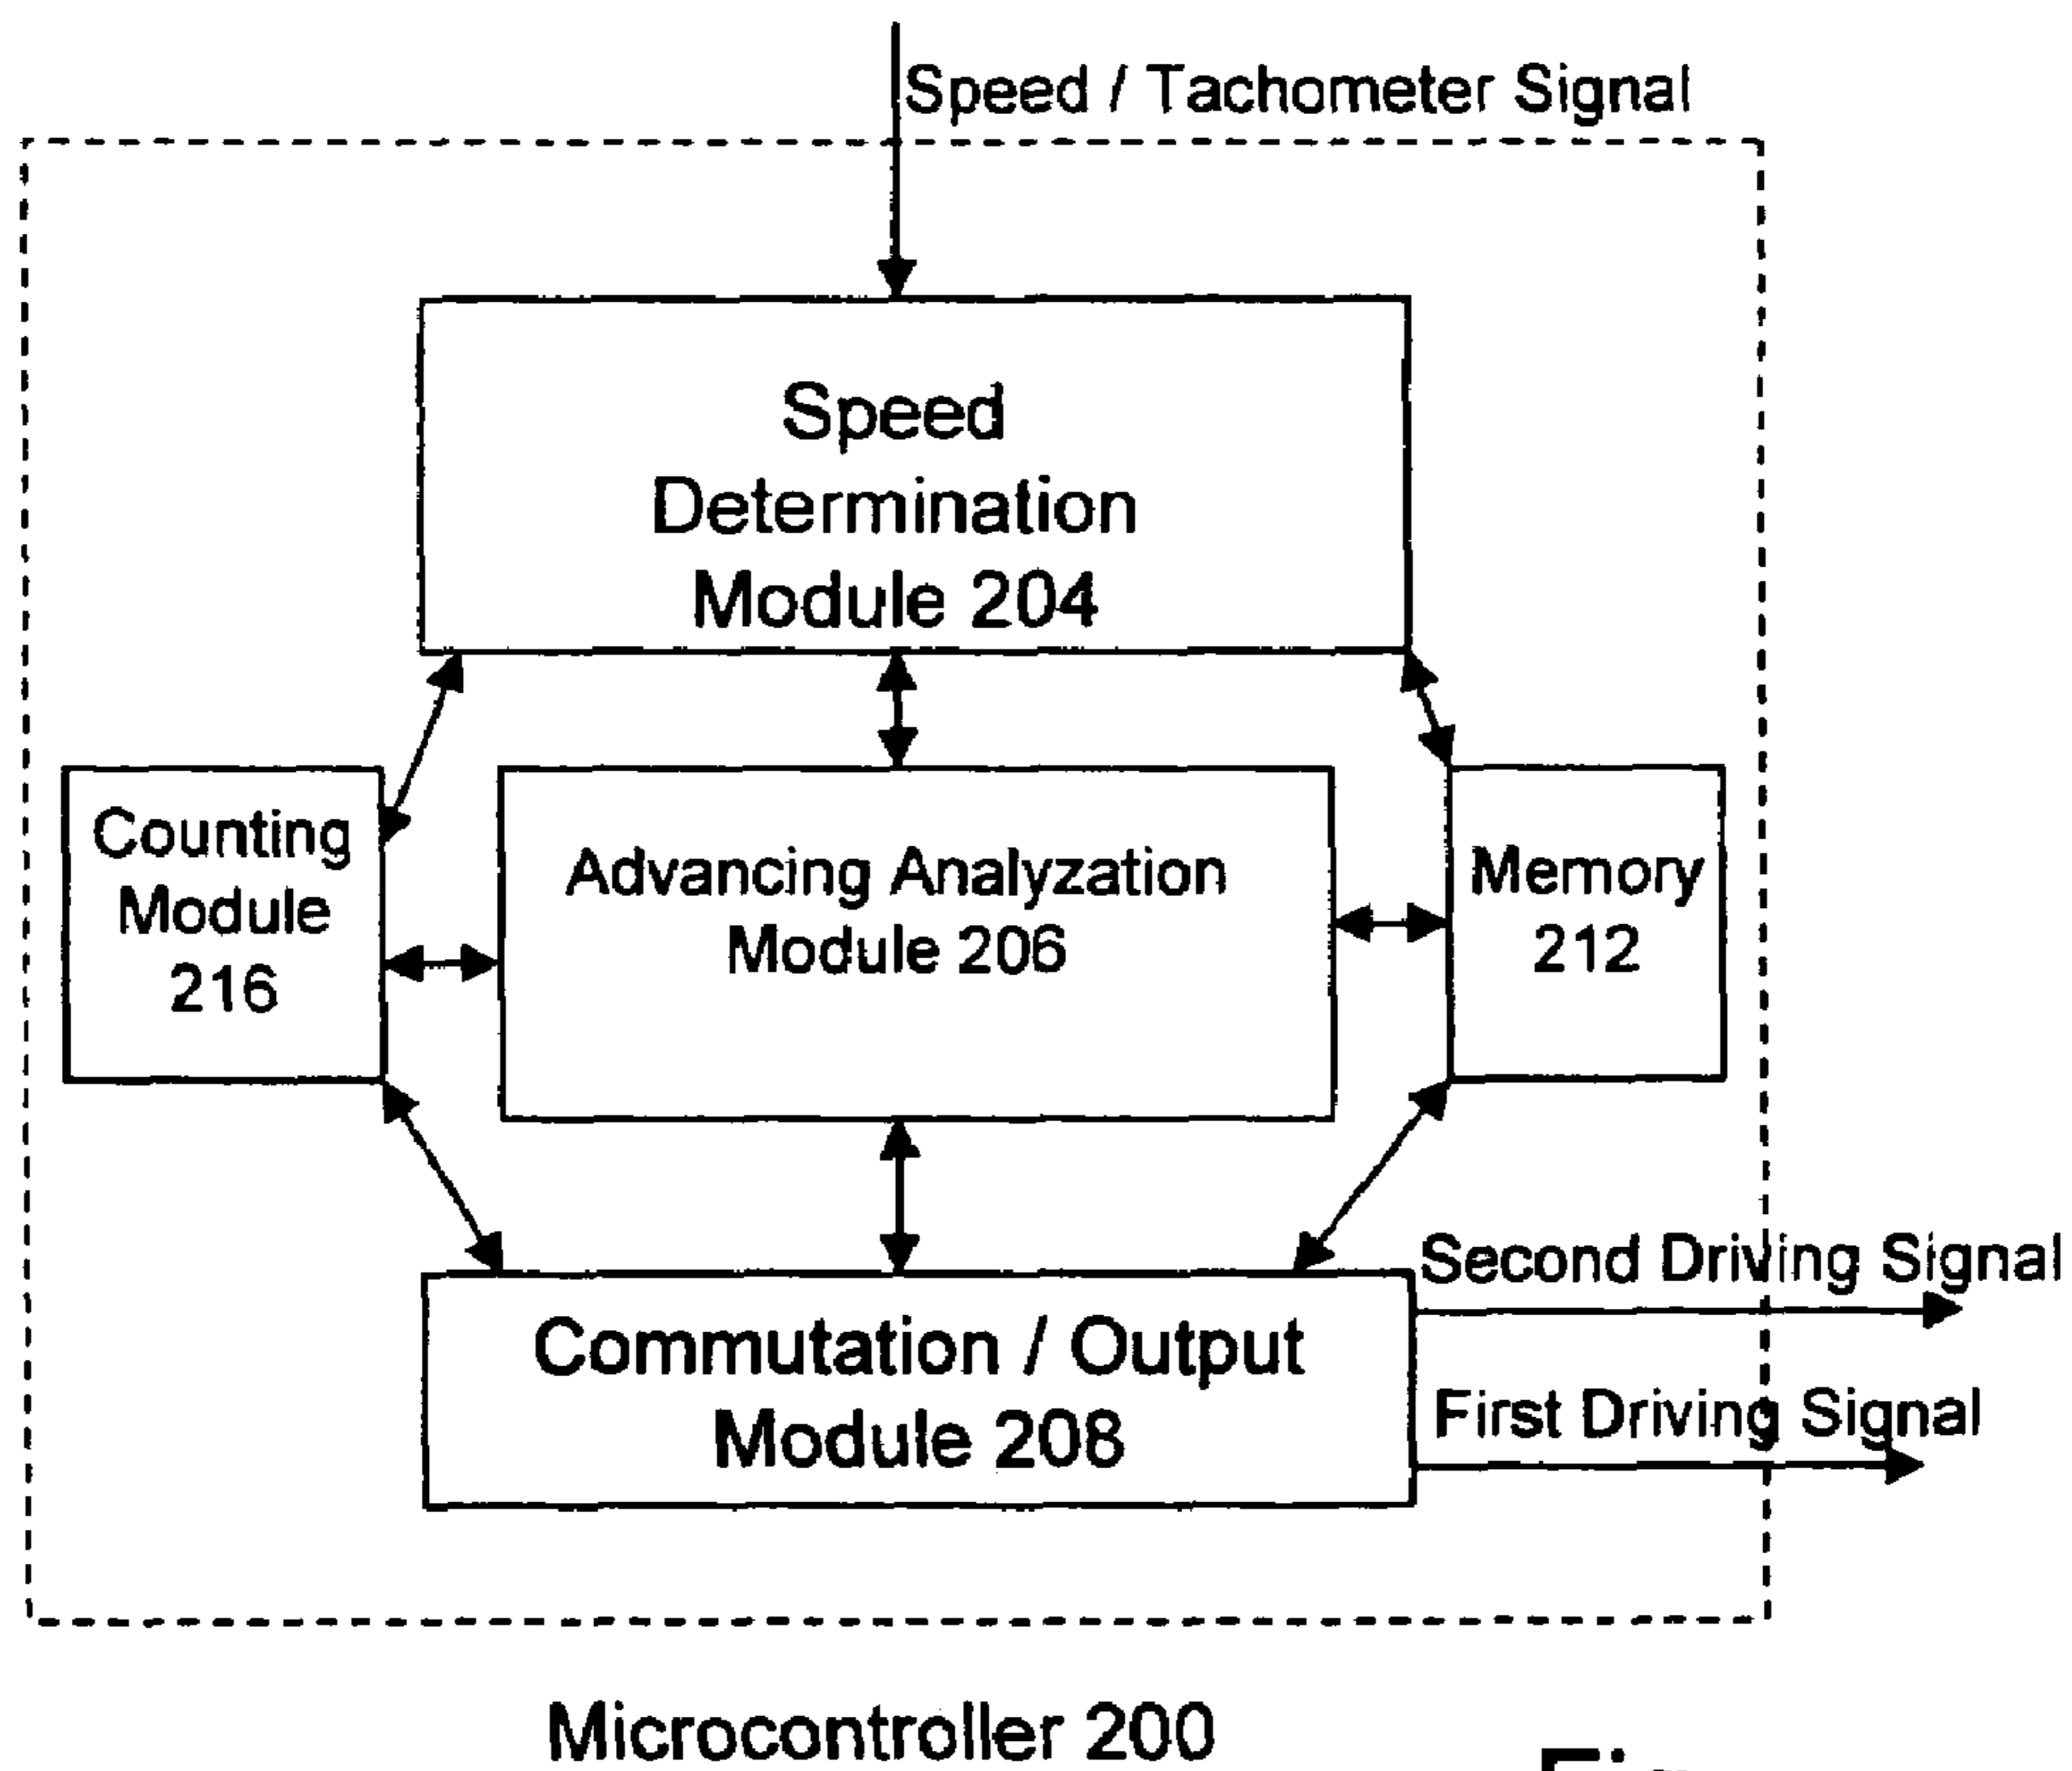 Speed / Tachometer Signal
Speed
Determination
Module 204
Counting
Module
216
Advancing Analyzation
Module 206
Memory
212
Second Driving Signal
Commutation / Output
Module 208
First Driving Signal
Microcontroller 200